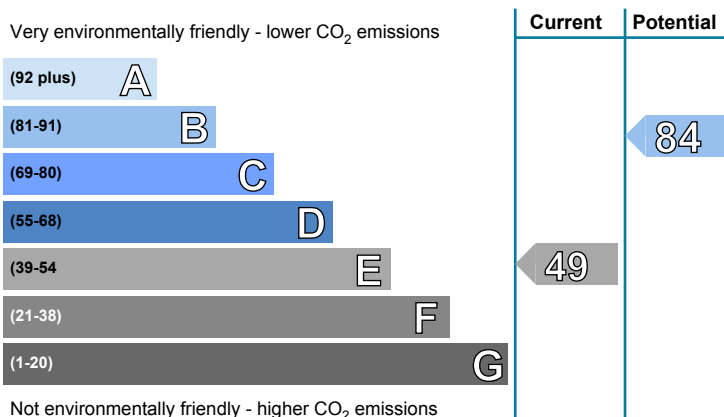 Current Potential
Very environmentally friendly - lower CO2 emissions
(92 plus) A
(81-91) B
84
(69-80) C
(55-68) D
(39-54 E
49
(21-38) F
(1-20) G
Not environmentally friendly - higher CO2 emissions